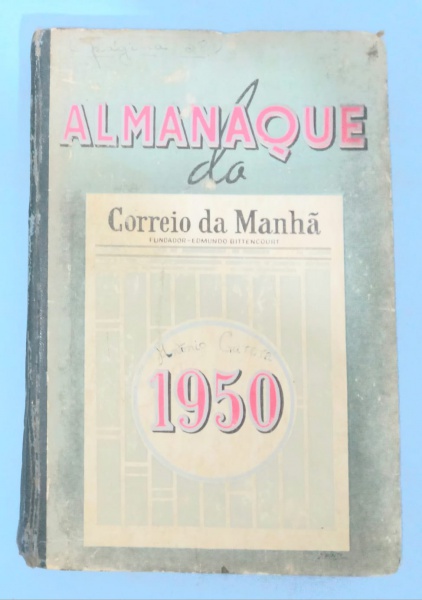 ALMANAQUE
do
Correio da Manhã
FUNDADOR - EDMUNDO BITTENCOURT
1950